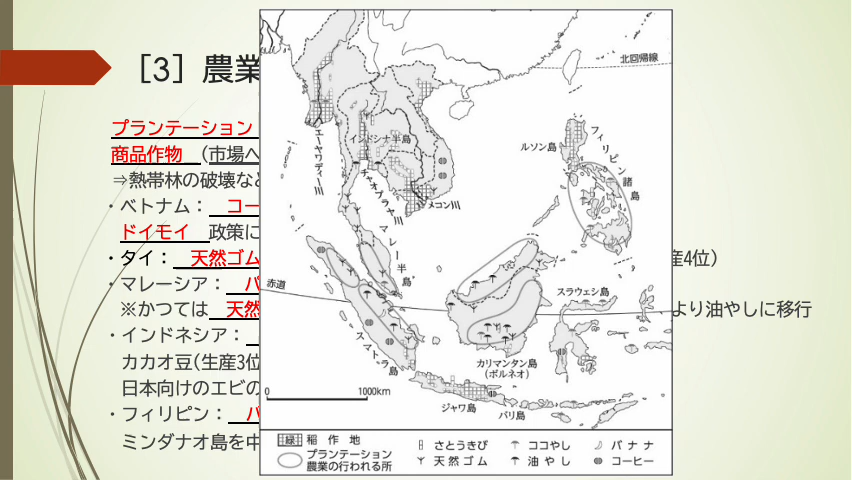 ［3］農業
プランテーション
商品作物 (市場へ
⇒熱帯林の破壊など
・ベトナム： コー
ドイモイ 政策に
・タイ： 天然ゴム 産4位）
・マレーシア： パ
※かつては 天然 より油やしに移行
・インドネシア：
カカオ豆(生産3位
日本向けのエビの
・フィリピン： バ
ミンダナオ島を中
北回帰線
エーヤワディー川
インドシナ半島
チャオプラヤー川
メコン川
ルソン島
フィリピン諸島
マレー半島
赤道
スラウェシ島
スマトラ島
カリマンタン島
(ボルネオ)
0 1000km
ジャワ島
バリ島
緑 稲作地
プランテーション
農業の行われる所
さとうきび ココやし バナナ
天然ゴム 油やし コーヒー